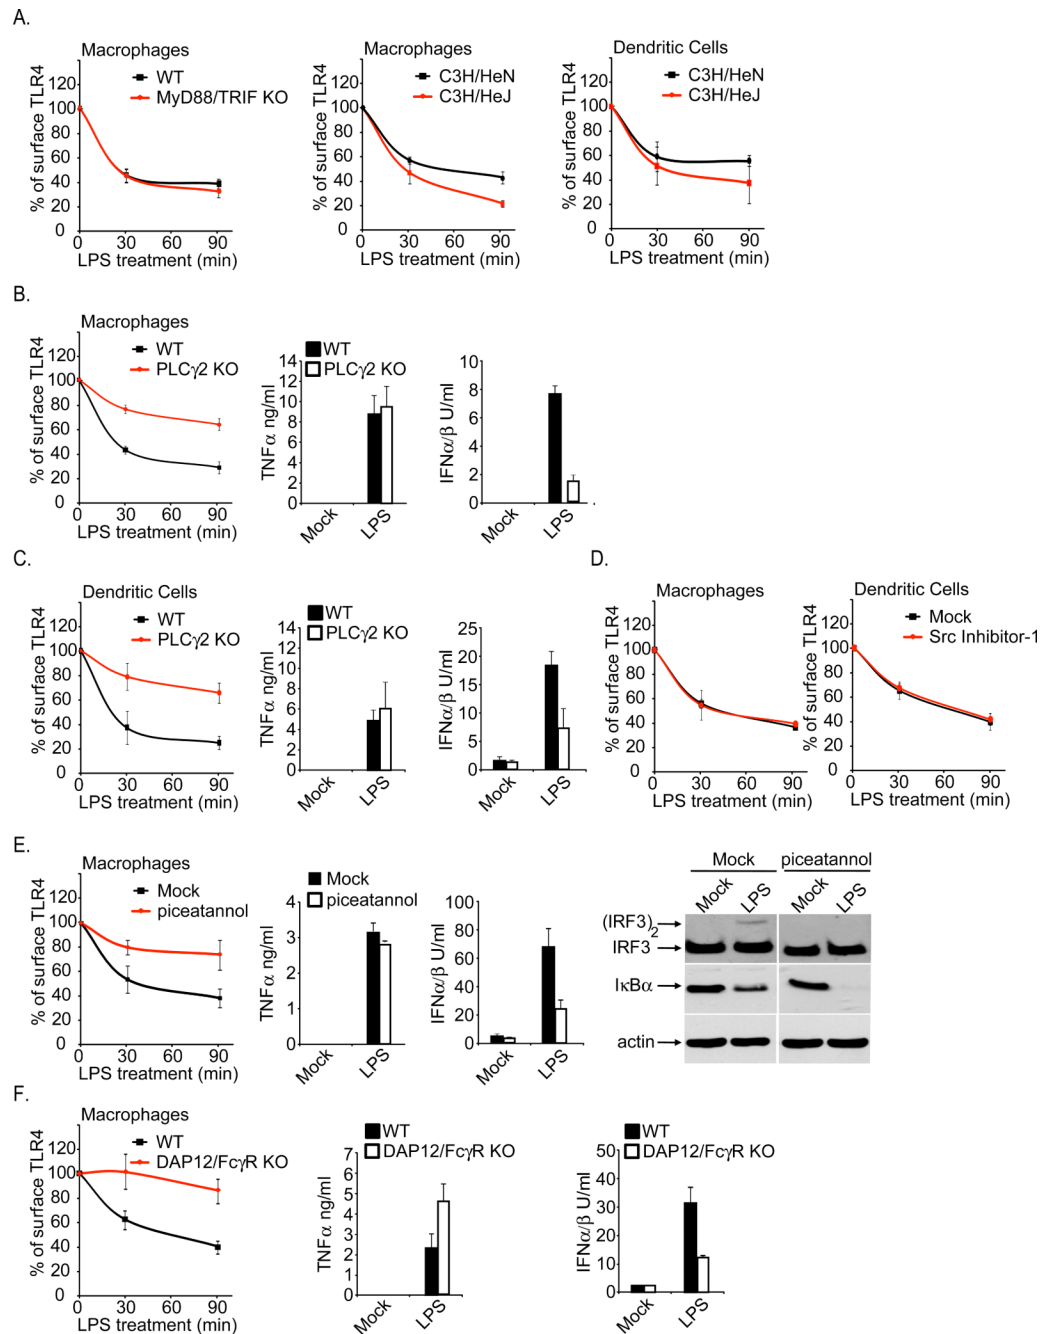 A.
Macrophages
% of surface TLR4
120
100
80
60
40
20
0
WT
MyD88/TRIF KO
0 30 60 90
LPS treatment (min)
Macrophages
% of surface TLR4
120
100
80
60
40
20
0
C3H/HeN
C3H/HeJ
0 30 60 90
LPS treatment (min)
Dendritic Cells
% of surface TLR4
120
100
80
60
40
20
0
C3H/HeN
C3H/HeJ
0 30 60 90
LPS treatment (min)
B.
Macrophages
% of surface TLR4
120
100
80
60
40
20
0
WT
PLCγ2 KO
0 30 60 90
LPS treatment (min)
WT
PLCγ2 KO
TNFα ng/ml
14
12
10
8
6
4
2
0
Mock LPS
IFNα/β U/ml
10
8
6
4
2
0
Mock LPS
C.
Dendritic Cells
% of surface TLR4
120
100
80
60
40
20
0
WT
PLCγ2 KO
0 30 60 90
LPS treatment (min)
WT
PLCγ2 KO
TNFα ng/ml
14
12
10
8
6
4
2
0
Mock LPS
IFNα/β U/ml
25
20
15
10
5
0
Mock LPS
D.
Macrophages
% of surface TLR4
120
100
80
60
40
20
0
0 30 60 90
LPS treatment (min)
Dendritic Cells
% of surface TLR4
120
100
80
60
40
20
0
Mock
Src Inhibitor-1
0 30 60 90
LPS treatment (min)
E.
Macrophages
% of surface TLR4
120
100
80
60
40
20
0
Mock
piceatannol
0 30 60 90
LPS treatment (min)
Mock
piceatannol
TNFα ng/ml
3
2
1
0
Mock LPS
IFNα/β U/ml
100
80
60
40
20
0
Mock LPS
Mock piceatannol
Mock LPS Mock LPS
(IRF3)2
IRF3
IκBα
actin
F.
Macrophages
% of surface TLR4
120
100
80
60
40
20
0
WT
DAP12/FcγR KO
0 30 60 90
LPS treatment (min)
WT
DAP12/FcγR KO
TNFα ng/ml
7
6
5
4
3
2
1
0
Mock LPS
WT
DAP12/FcγR KO
IFNα/β U/ml
50
40
30
20
10
0
Mock LPS